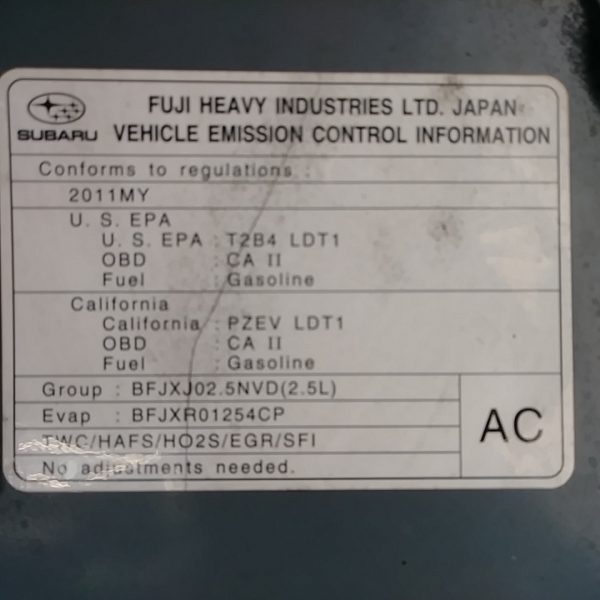 FUJI HEAVY INDUSTRIES LTD. JAPAN
SUBARU VEHICLE EMISSION CONTROL INFORMATION
Conforms to regulations :
2011MY
U. S. EPA
U. S. EPA : T2B4 LDT1
OBD : CA II
Fuel : Gasoline
California
California : PZEV LDT1
OBD : CA II
Fuel : Gasoline
Group : BFJXJ02.5NVD(2.5L)
Evap : BFJXR01254CP
TWC/HAFS/HO2S/EGR/SFI
No adjustments needed.
AC